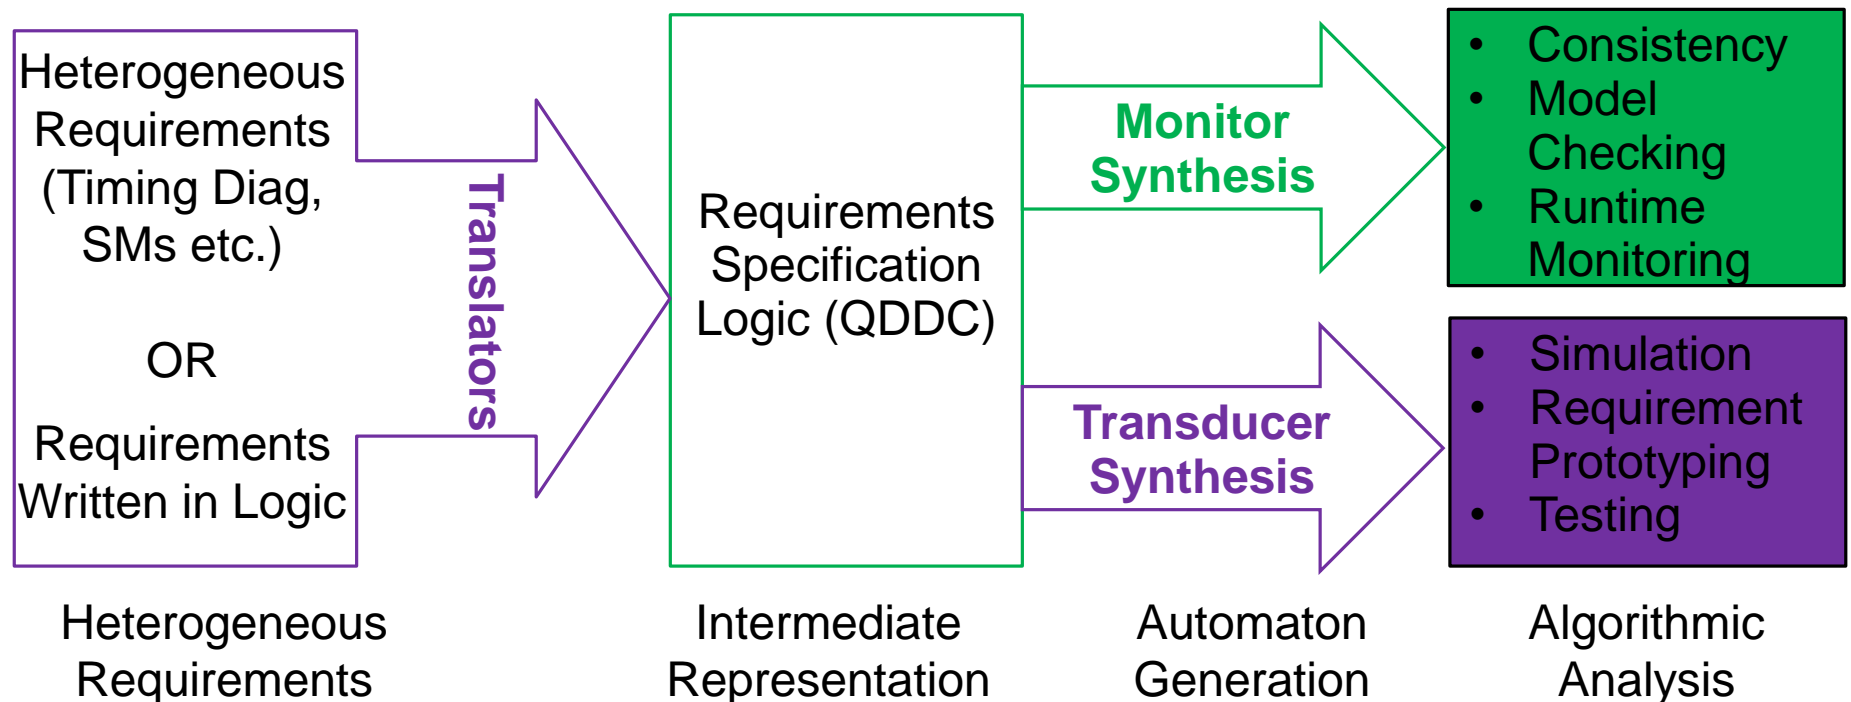 Heterogeneous
Requirements
(Timing Diag,
SMs etc.)
OR
Requirements
Written in Logic
Translators
Requirements
Specification
Logic (QDDC)
Monitor
Synthesis
Transducer
Synthesis
• Consistency
• Model
Checking
• Runtime
Monitoring
• Simulation
• Requirement
Prototyping
• Testing
Heterogeneous
Requirements
Intermediate
Representation
Automaton
Generation
Algorithmic
Analysis